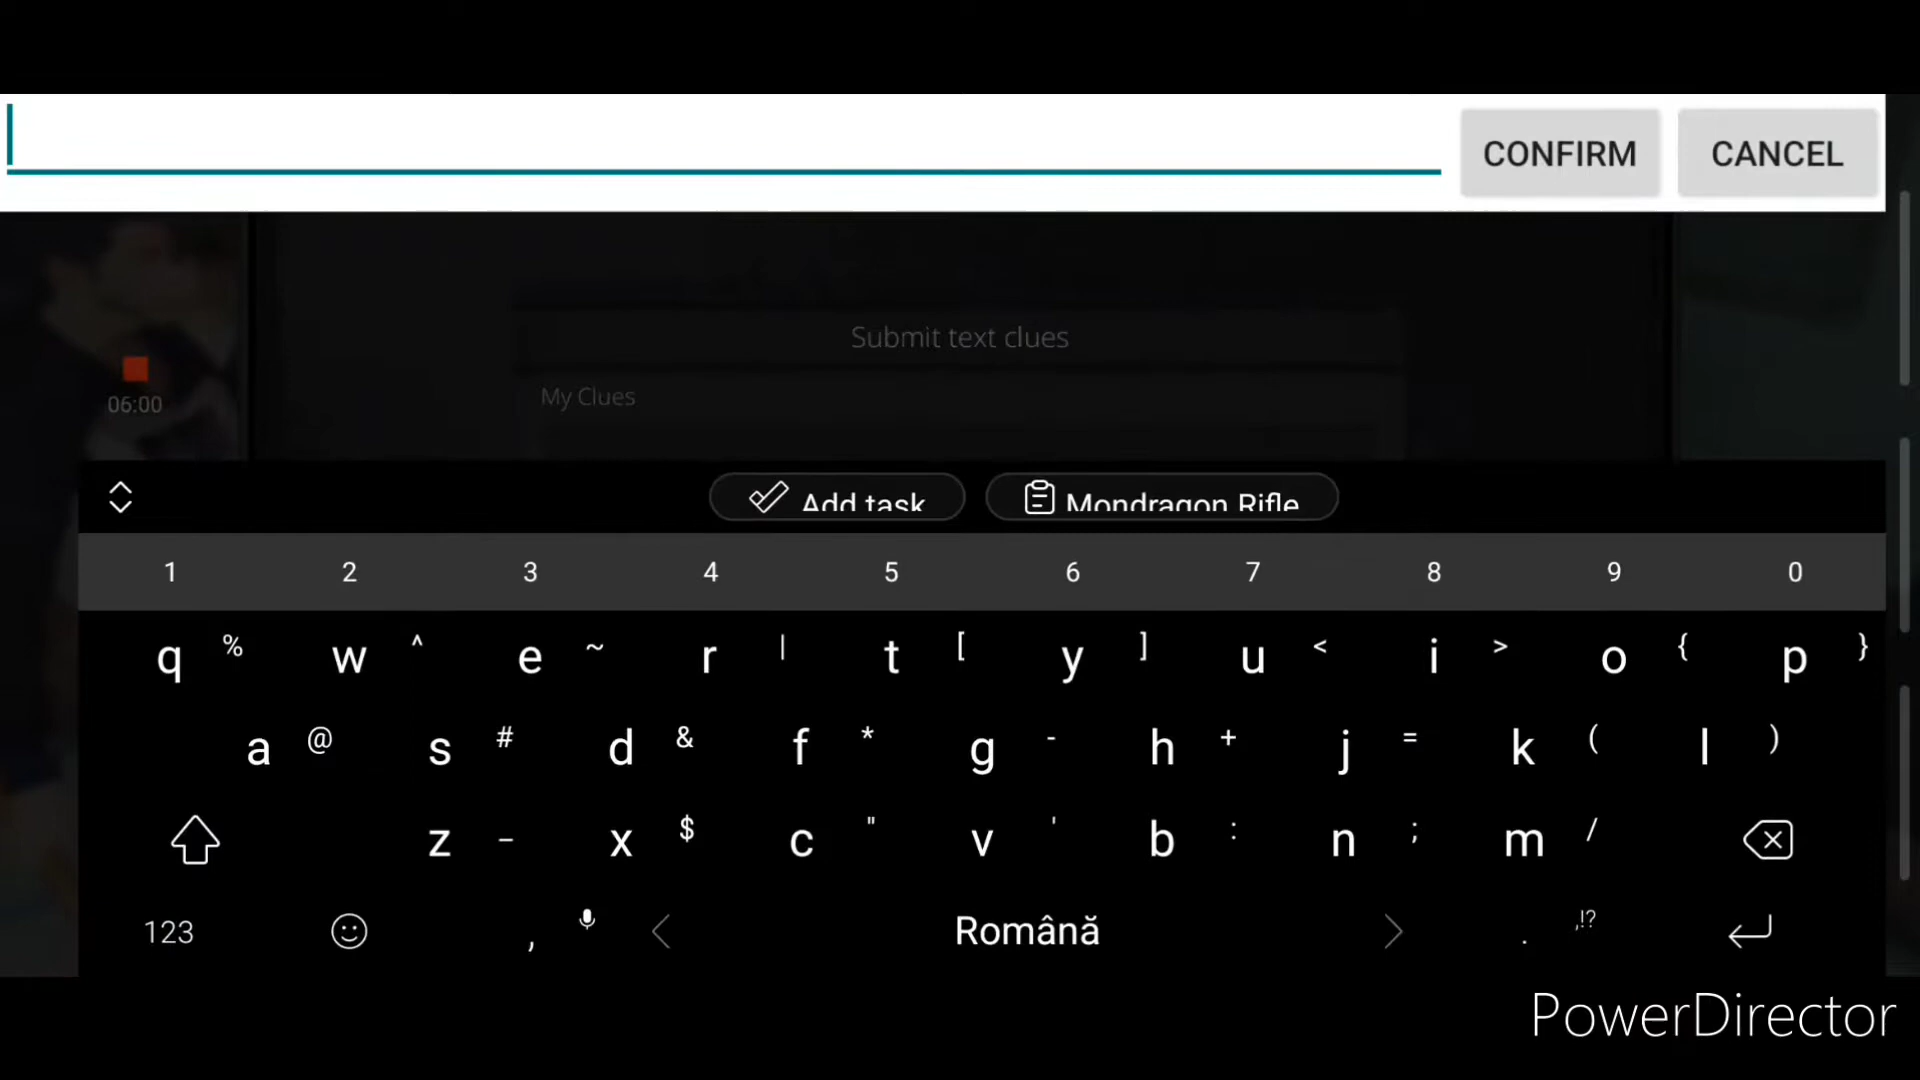 CONFIRM CANCEL
Submit text clues
My Clues
06:00
Add task Mondragon Rifle
1 2 3 4 5 6 7 8 9 0
q % w ^ e ~ r | t [ y ] u < i > o { p }
a @ s # d & f * g - h + j = k ( l )
z _ x $ c " v ' b : n ; m /
123 , < Română > . ,!?
PowerDirector